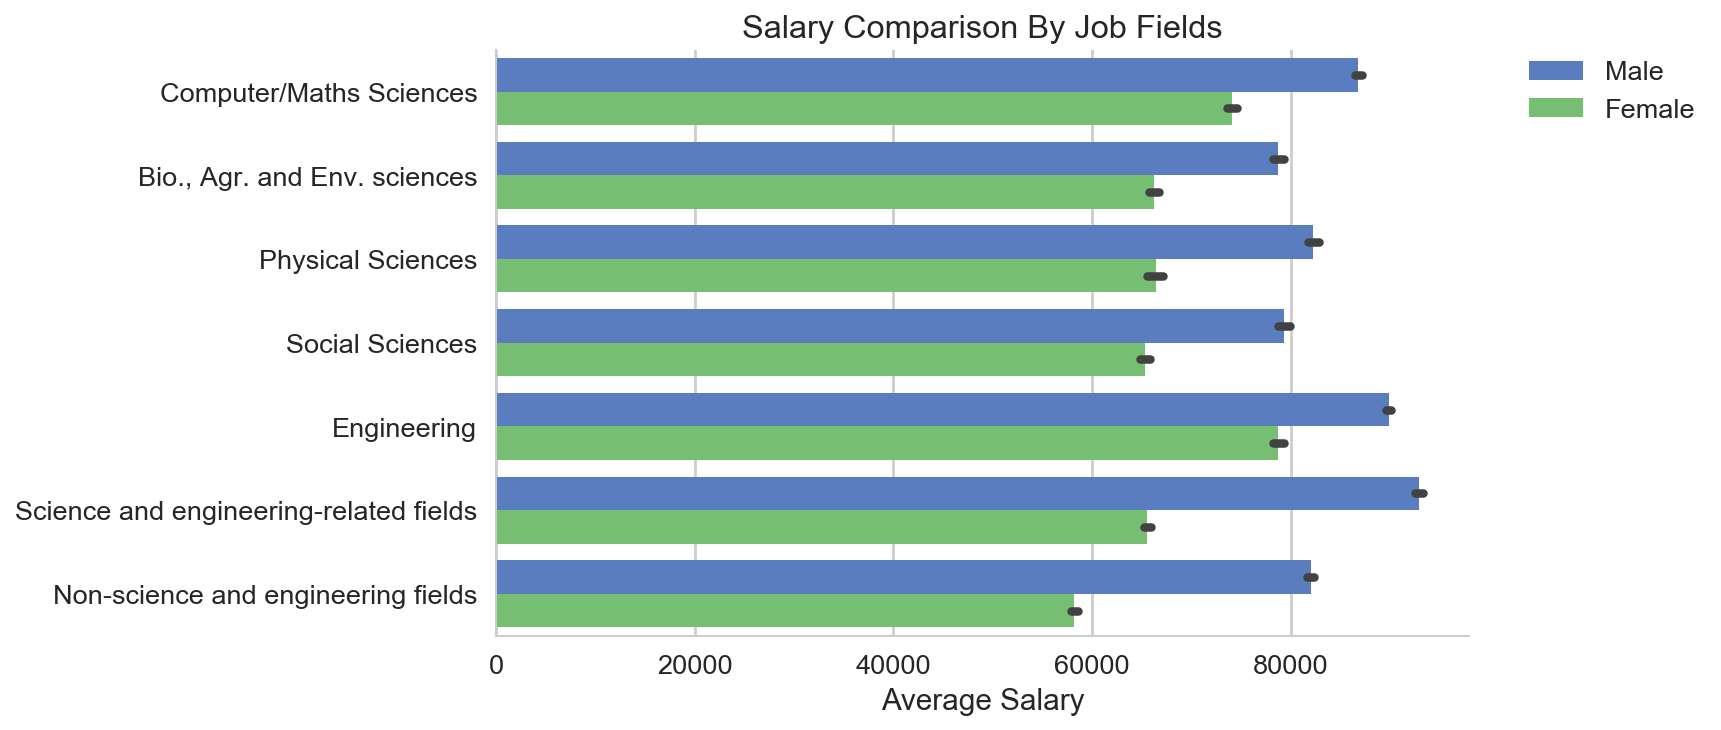 Salary Comparison By Job Fields
Male
Female
Computer/Maths Sciences
Bio., Agr. and Env. sciences
Physical Sciences
Social Sciences
Engineering
Science and engineering-related fields
Non-science and engineering fields
0 20000 40000 60000 80000
Average Salary